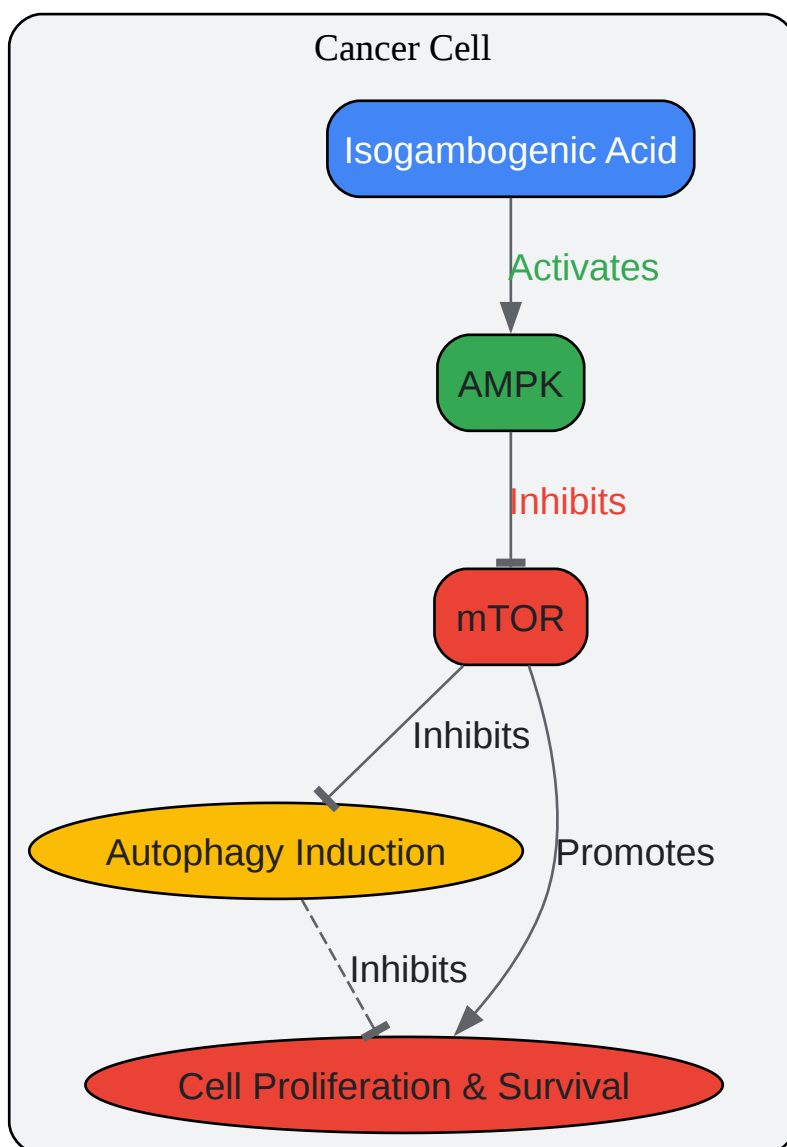 Cancer Cell
Isogambogenic Acid
Activates
AMPK
Inhibits
mTOR
Inhibits
Autophagy Induction
Promotes
Inhibits
Cell Proliferation & Survival